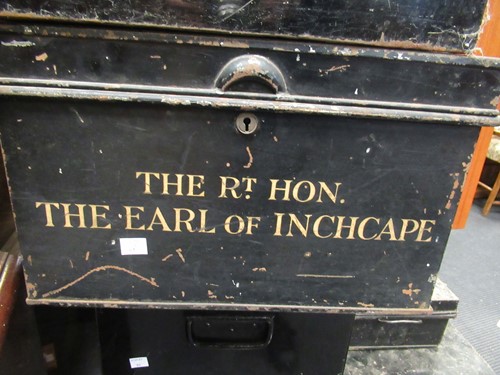 THE RT. HON.
THE EARL OF INCHCAPE